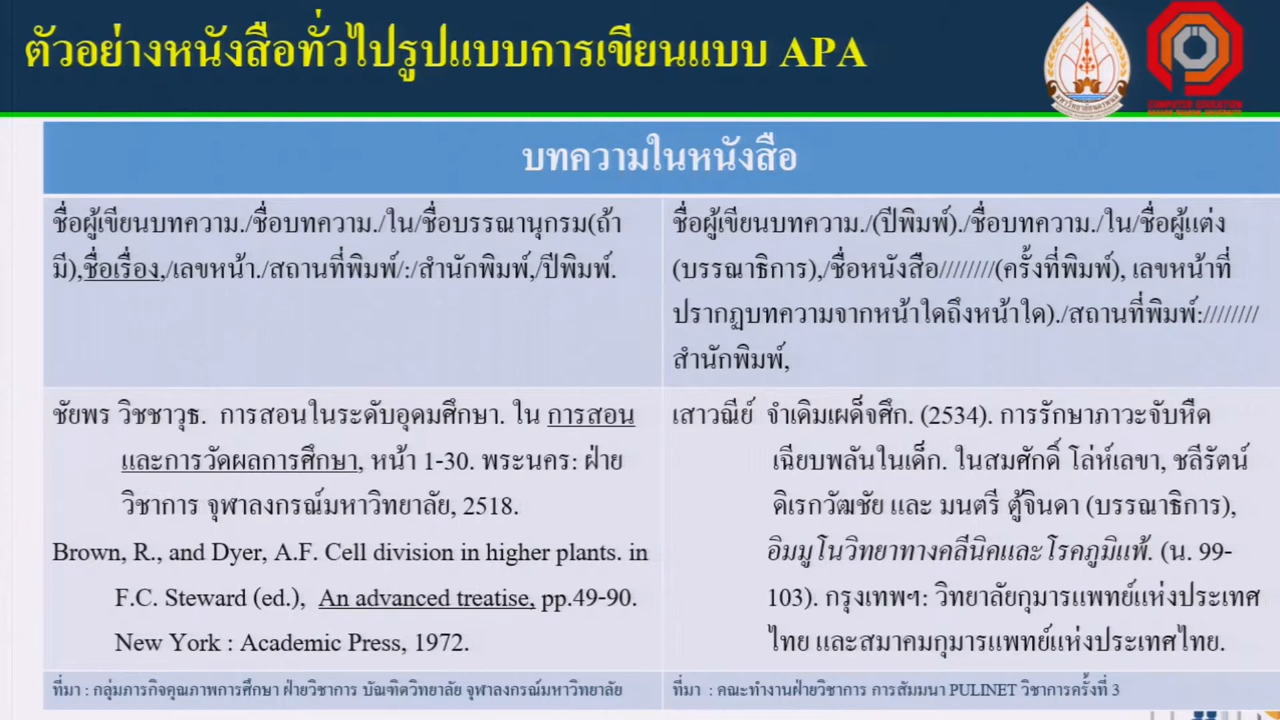 ตัวอย่างหนังสือทั่วไปรูปแบบการเขียนแบบ APA
มหาวิทยาลัยนครพนม
COMPUTER EDUCATION
บทความในหนังสือ
ชื่อผู้เขียนบทความ./ชื่อบทความ./ใน/ชื่อบรรณานุกรม(ถ้า
มี),ชื่อเรื่อง,/เลขหน้า./สถานที่พิมพ์/:/สำนักพิมพ์,/ปีพิมพ์.
ชื่อผู้เขียนบทความ./(ปีพิมพ์)./ชื่อบทความ./ใน/ชื่อผู้แต่ง
(บรรณาธิการ),/ชื่อหนังสือ////////(ครั้งที่พิมพ์), เลขหน้าที่
ปรากฏบทความจากหน้าใดถึงหน้าใด)./สถานที่พิมพ์:////////
สำนักพิมพ์,
ชัยพร วิชชาวุธ. การสอนในระดับอุดมศึกษา. ใน การสอน
และการวัดผลการศึกษา, หน้า 1-30. พระนคร: ฝ่าย
วิชาการ จุฬาลงกรณ์มหาวิทยาลัย, 2518.
Brown, R., and Dyer, A.F. Cell division in higher plants. in
F.C. Steward (ed.), An advanced treatise, pp.49-90.
New York : Academic Press, 1972.
เสาวณีย์ จำเดิมเผด็จศึก. (2534). การรักษาภาวะจับหืด
เฉียบพลันในเด็ก. ในสมศักดิ์ โล่ห์เลขา, ชลีรัตน์
ดิเรกวัฒชัย และ มนตรี ตู้จินดา (บรรณาธิการ),
อิมมูโนวิทยาทางคลีนิคและโรคภูมิแพ้. (น. 99-
103). กรุงเทพฯ: วิทยาลัยกุมารแพทย์แห่งประเทศ
ไทย และสมาคมกุมารแพทย์แห่งประเทศไทย.
ที่มา : กลุ่มภารกิจคุณภาพการศึกษา ฝ่ายวิชาการ บัณฑิตวิทยาลัย จุฬาลงกรณ์มหาวิทยาลัย
ที่มา : คณะทำงานฝ่ายวิชาการ การสัมมนา PULINET วิชาการครั้งที่ 3